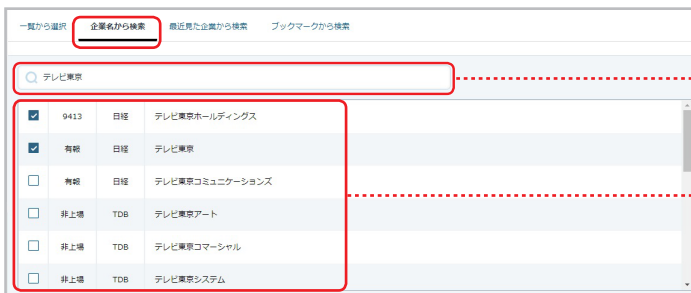 一覧から選択 企業名から検索 最近見た企業から検索 ブックマークから検索
テレビ東京
9413 日経 テレビ東京ホールディングス
有報 日経 テレビ東京
有報 日経 テレビ東京コミュニケーションズ
非上場 TDB テレビ東京アート
非上場 TDB テレビ東京コマーシャル
非上場 TDB テレビ東京システム